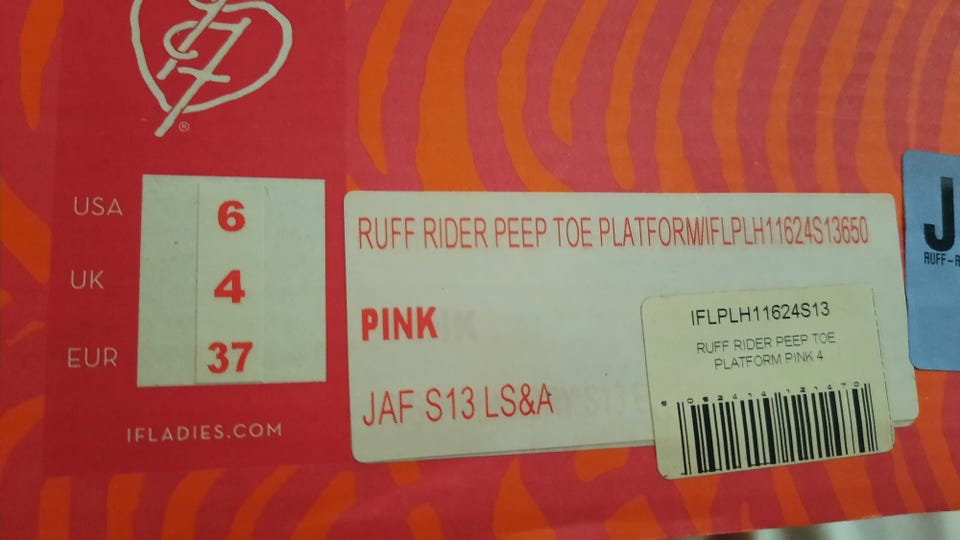 ®
USA 6
UK 4
EUR 37
IFLADIES.COM
RUFF RIDER PEEP TOE PLATFORM/IFLPLH11624S13650
PINK
JAF S13 LS&A
IFLPLH11624S13
RUFF RIDER PEEP TOE
PLATFORM PINK 4
J
RUFF-R